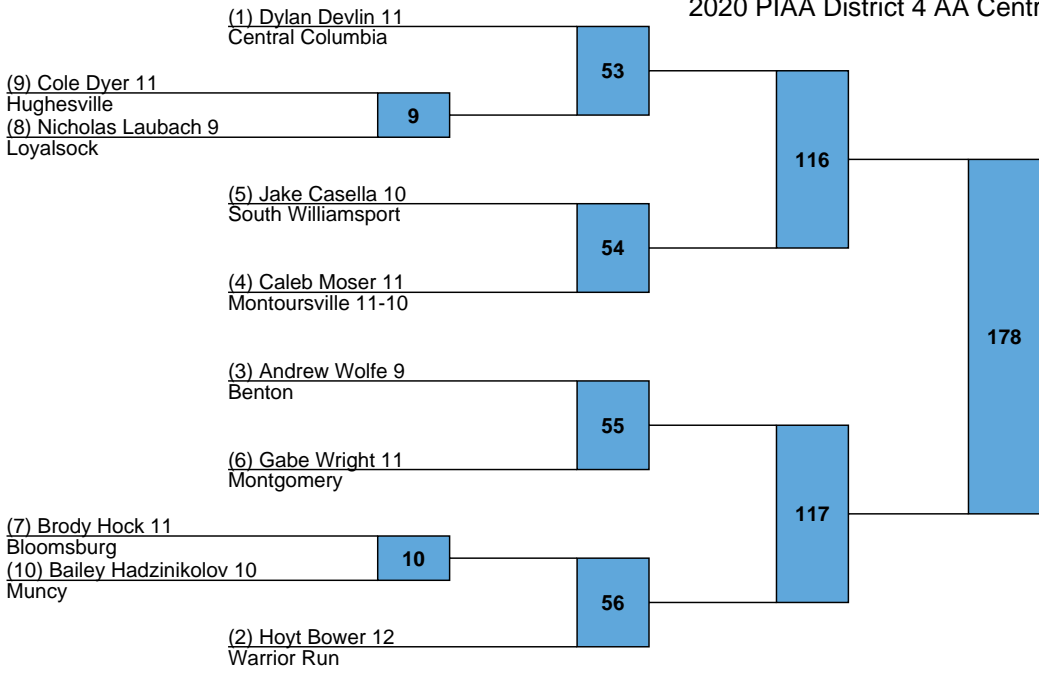 2020 PIAA District 4 AA Centr
(1) Dylan Devlin 11
Central Columbia
53
(9) Cole Dyer 11
Hughesville
9
(8) Nicholas Laubach 9
Loyalsock
116
(5) Jake Casella 10
South Williamsport
54
(4) Caleb Moser 11
Montoursville 11-10
178
(3) Andrew Wolfe 9
Benton
55
(6) Gabe Wright 11
Montgomery
117
(7) Brody Hock 11
Bloomsburg
10
(10) Bailey Hadzinikolov 10
Muncy
56
(2) Hoyt Bower 12
Warrior Run